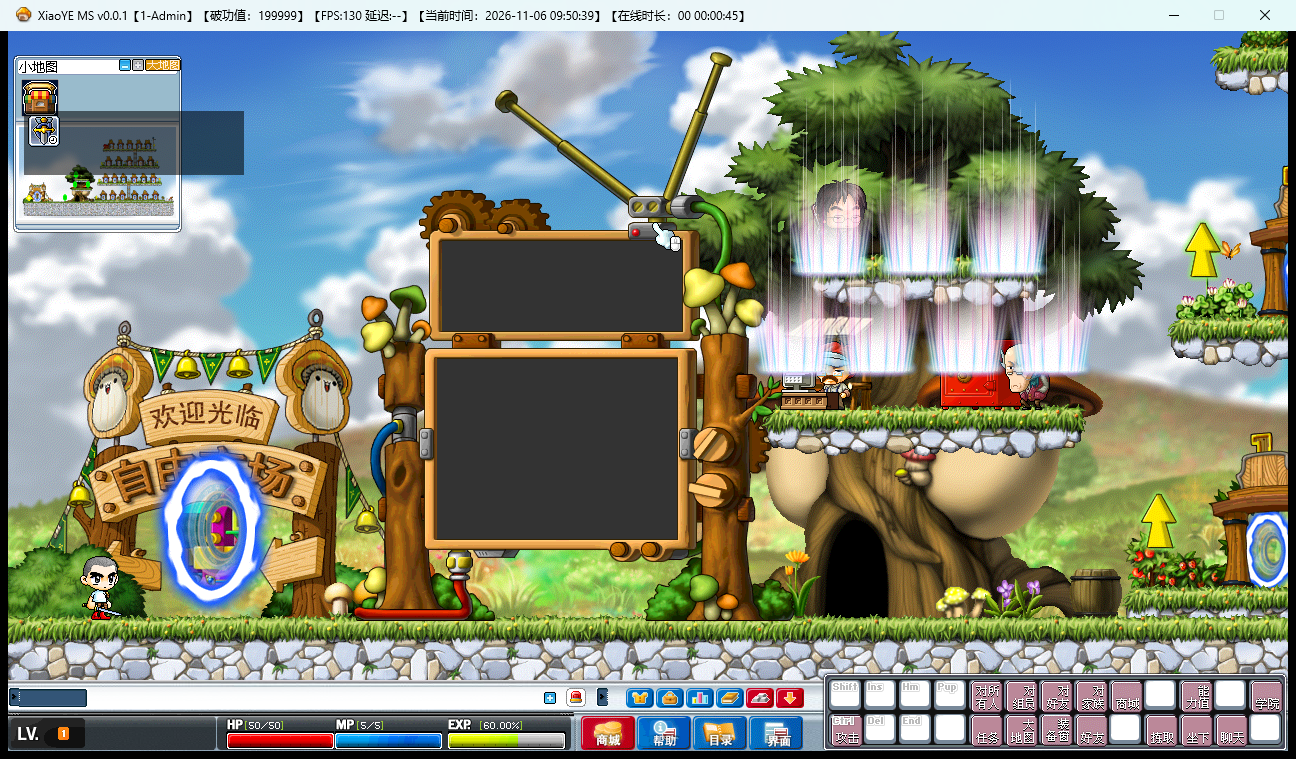 XiaoYE MS v0.0.1【1-Admin】【破功值: 199999】【FPS:130 延迟:--】【当前时间: 2026-11-06 09:50:39】【在线时长: 00 00:00:45】
小地图
大地图
欢迎光临
自由市场
LV. 1
HP[50/50]
MP[5/5]
EXP. [60.00%]
商城
帮助
目录
界面
Shift
Ins
Hm
Pup
对所有人
对组员
对好友
对家族
商城
能力值
学院
Ctrl
攻击
Del
End
任务
大地图
装备窗
好友
拾取
坐下
聊天